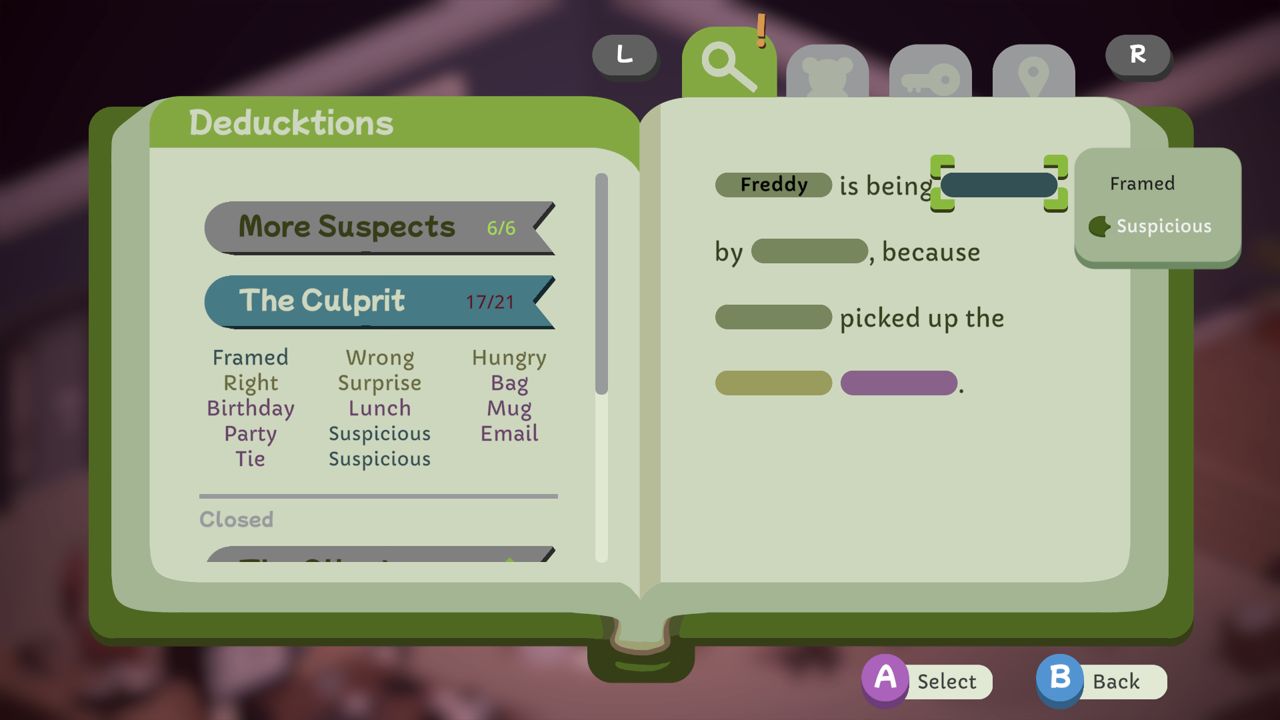 L
!
R
Deducktions
More Suspects 6/6
The Culprit 17/21
Framed Wrong Hungry
Right Surprise Bag
Birthday Lunch Mug
Party Suspicious Email
Tie Suspicious
Closed
Freddy is being
by , because
picked up the
.
Framed
Suspicious
A Select
B Back